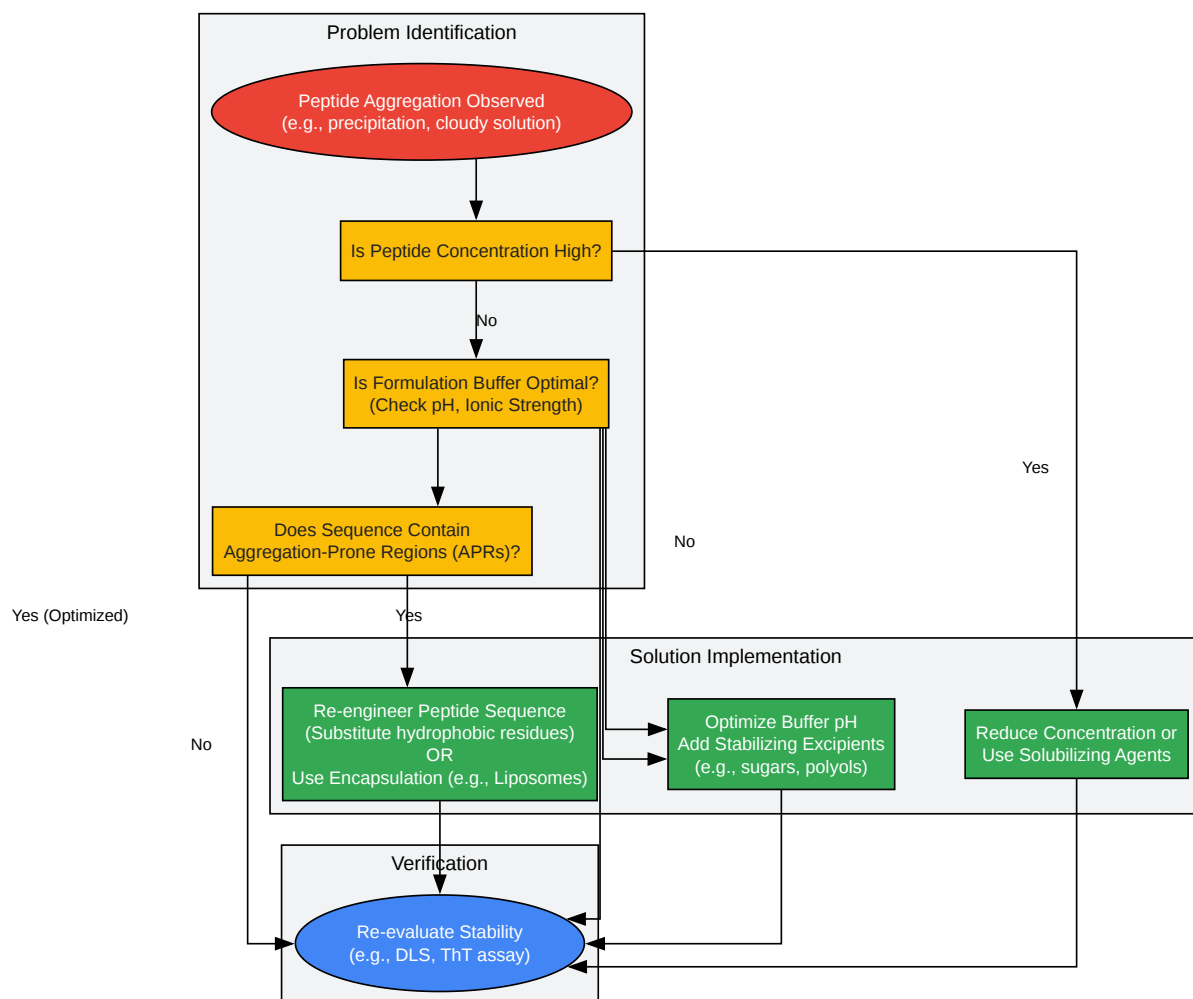 Problem Identification
Peptide Aggregation Observed
(e.g., precipitation, cloudy solution)
Is Peptide Concentration High?
No
Is Formulation Buffer Optimal?
(Check pH, Ionic Strength)
Yes
Does Sequence Contain
Aggregation-Prone Regions (APRs)?
No
Yes (Optimized)
Yes
Solution Implementation
Re-engineer Peptide Sequence
(Substitute hydrophobic residues)
OR
Use Encapsulation (e.g., Liposomes)
Optimize Buffer pH
Add Stabilizing Excipients
(e.g., sugars, polyols)
Reduce Concentration or
Use Solubilizing Agents
No
Verification
Re-evaluate Stability
(e.g., DLS, ThT assay)